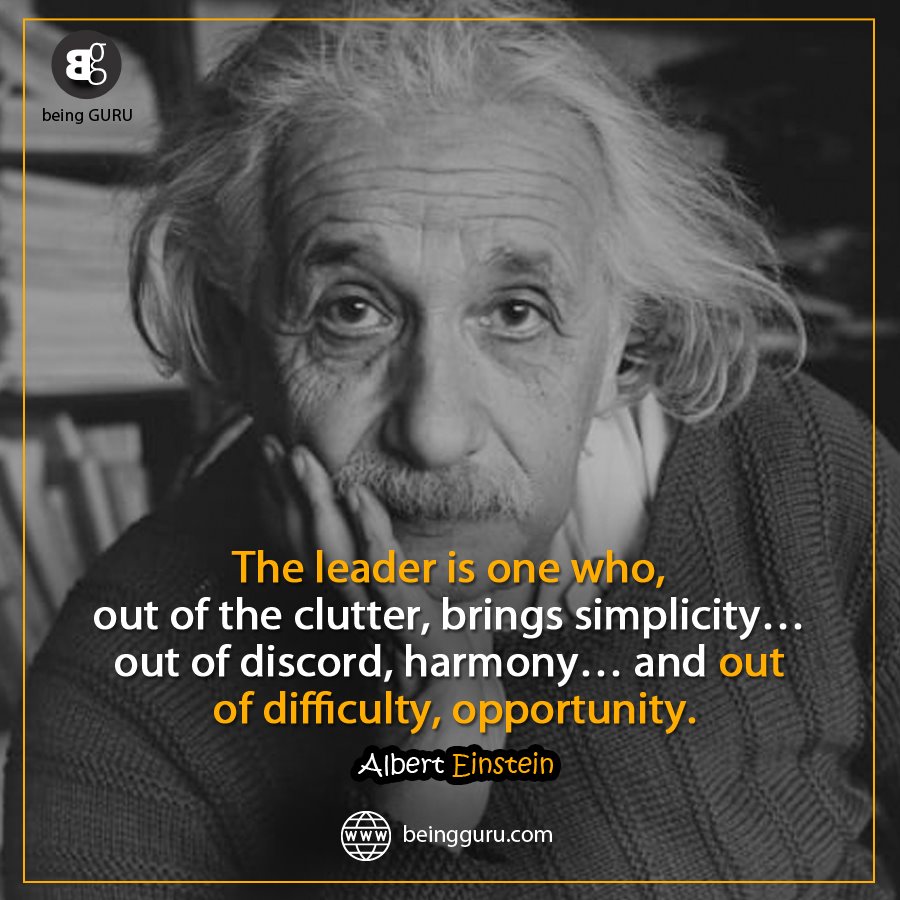 Bg
being GURU
The leader is one who,
out of the clutter, brings simplicity…
out of discord, harmony… and out
of difficulty, opportunity.
Albert Einstein
www beingguru.com